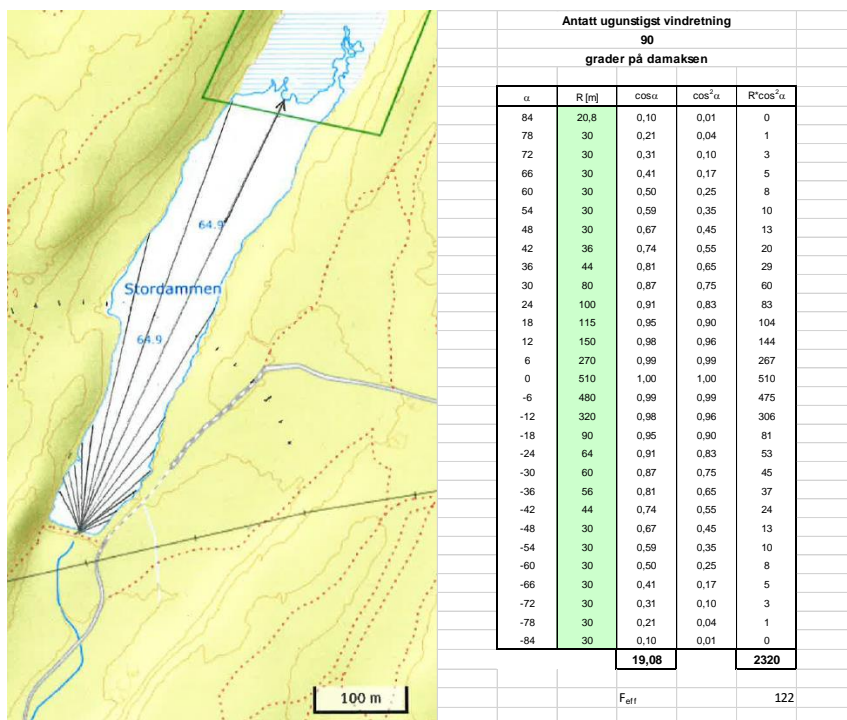 64.9
Stordammen
64.9
100 m
Antatt ugunstigst vindretning
90
grader på damaksen
α R [m] cosα cos²α R*cos²α
84 20,8 0,10 0,01 0
78 30 0,21 0,04 1
72 30 0,31 0,10 3
66 30 0,41 0,17 5
60 30 0,50 0,25 8
54 30 0,59 0,35 10
48 30 0,67 0,45 13
42 36 0,74 0,55 20
36 44 0,81 0,65 29
30 80 0,87 0,75 60
24 100 0,91 0,83 83
18 115 0,95 0,90 104
12 150 0,98 0,96 144
6 270 0,99 0,99 267
0 510 1,00 1,00 510
-6 480 0,99 0,99 475
-12 320 0,98 0,96 306
-18 90 0,95 0,90 81
-24 64 0,91 0,83 53
-30 60 0,87 0,75 45
-36 56 0,81 0,65 37
-42 44 0,74 0,55 24
-48 30 0,67 0,45 13
-54 30 0,59 0,35 10
-60 30 0,50 0,25 8
-66 30 0,41 0,17 5
-72 30 0,31 0,10 3
-78 30 0,21 0,04 1
-84 30 0,10 0,01 0
19,08 2320
Feff 122